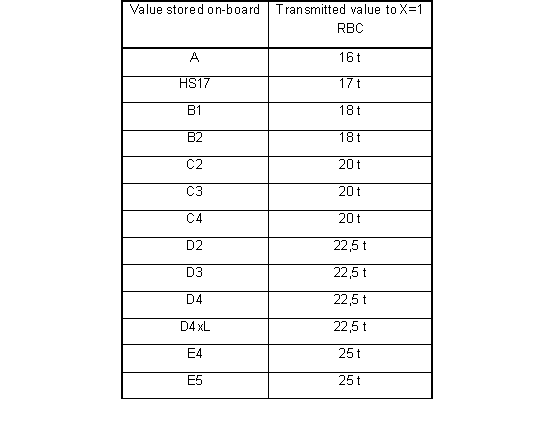 Value stored on-board Transmitted value to X=1
RBC
A 16 t
HS17 17 t
B1 18 t
B2 18 t
C2 20 t
C3 20 t
C4 20 t
D2 22,5 t
D3 22,5 t
D4 22,5 t
D4xL 22,5 t
E4 25 t
E5 25 t